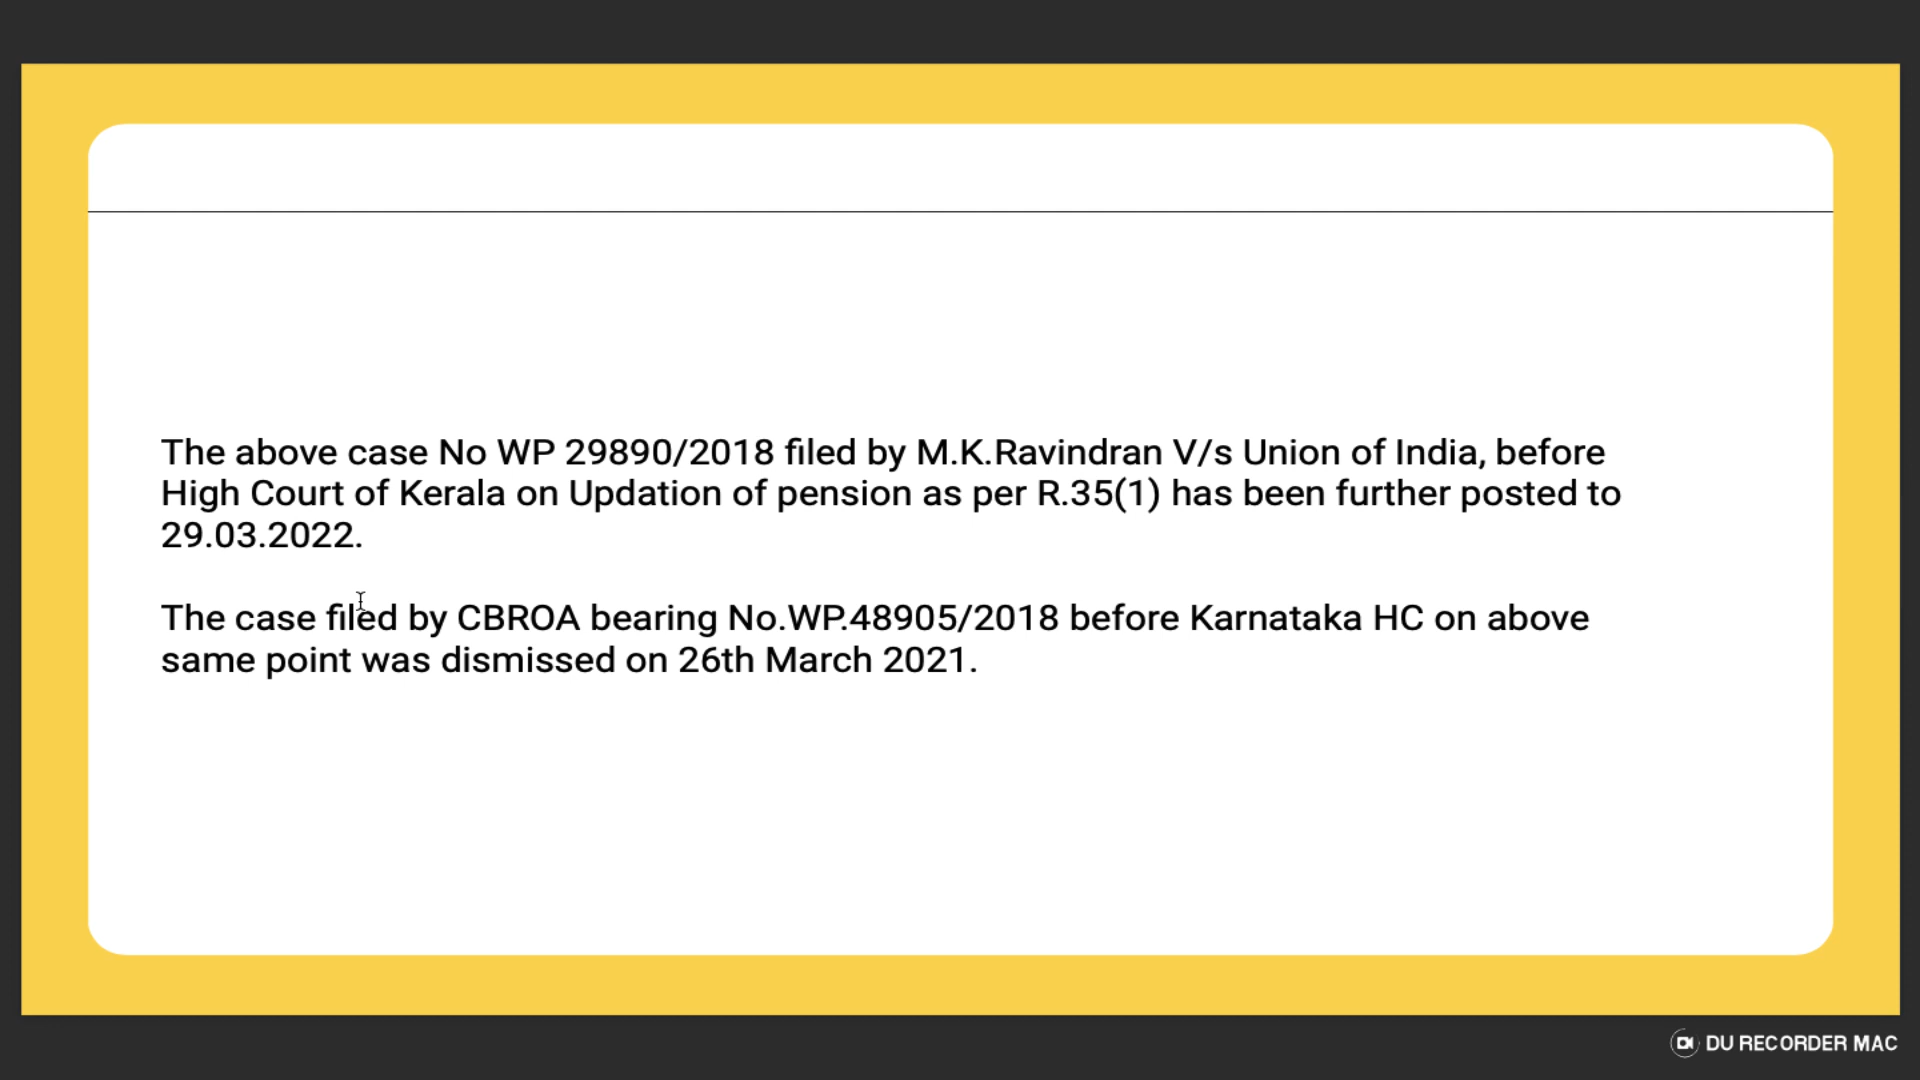 The above case No WP 29890/2018 filed by M.K.Ravindran V/s Union of India, before
High Court of Kerala on Updation of pension as per R.35(1) has been further posted to
29.03.2022.
The case filed by CBROA bearing No.WP.48905/2018 before Karnataka HC on above
same point was dismissed on 26th March 2021.
DU RECORDER MAC